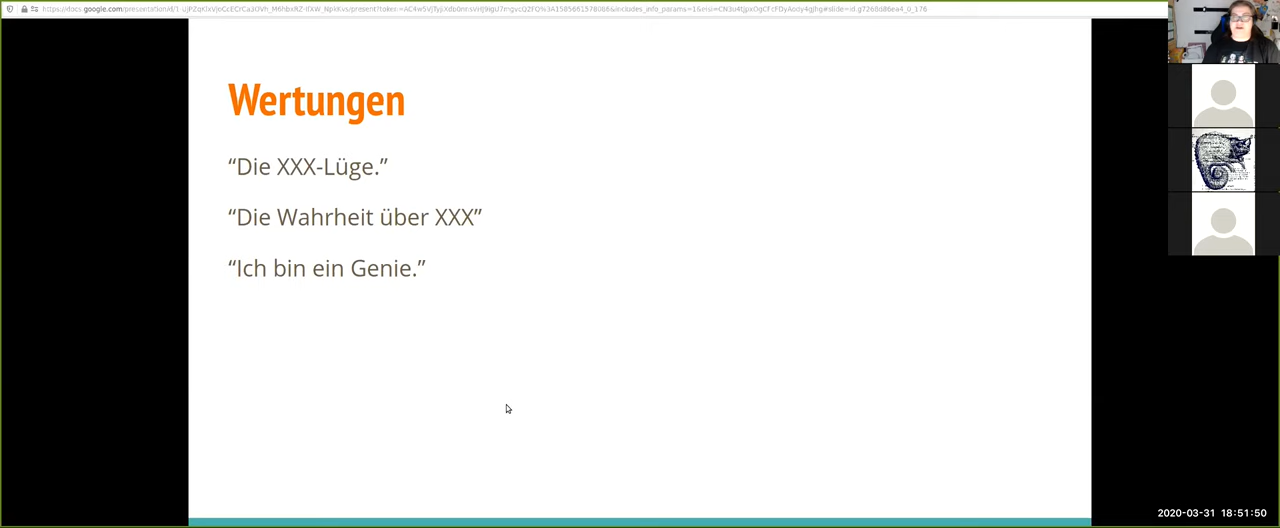 Wertungen
“Die XXX-Lüge.”
“Die Wahrheit über XXX”
“Ich bin ein Genie.”
2020-03-31 18:51:50